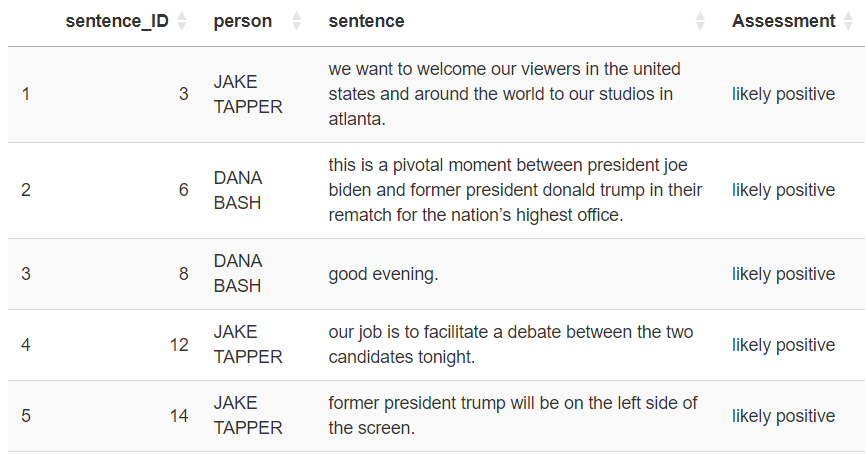 sentence_ID person sentence Assessment
1 3 JAKE TAPPER we want to welcome our viewers in the united
states and around the world to our studios in
atlanta. likely positive
2 6 DANA BASH this is a pivotal moment between president joe
biden and former president donald trump in their
rematch for the nation’s highest office. likely positive
3 8 DANA BASH good evening. likely positive
4 12 JAKE TAPPER our job is to facilitate a debate between the two
candidates tonight. likely positive
5 14 JAKE TAPPER former president trump will be on the left side of
the screen. likely positive